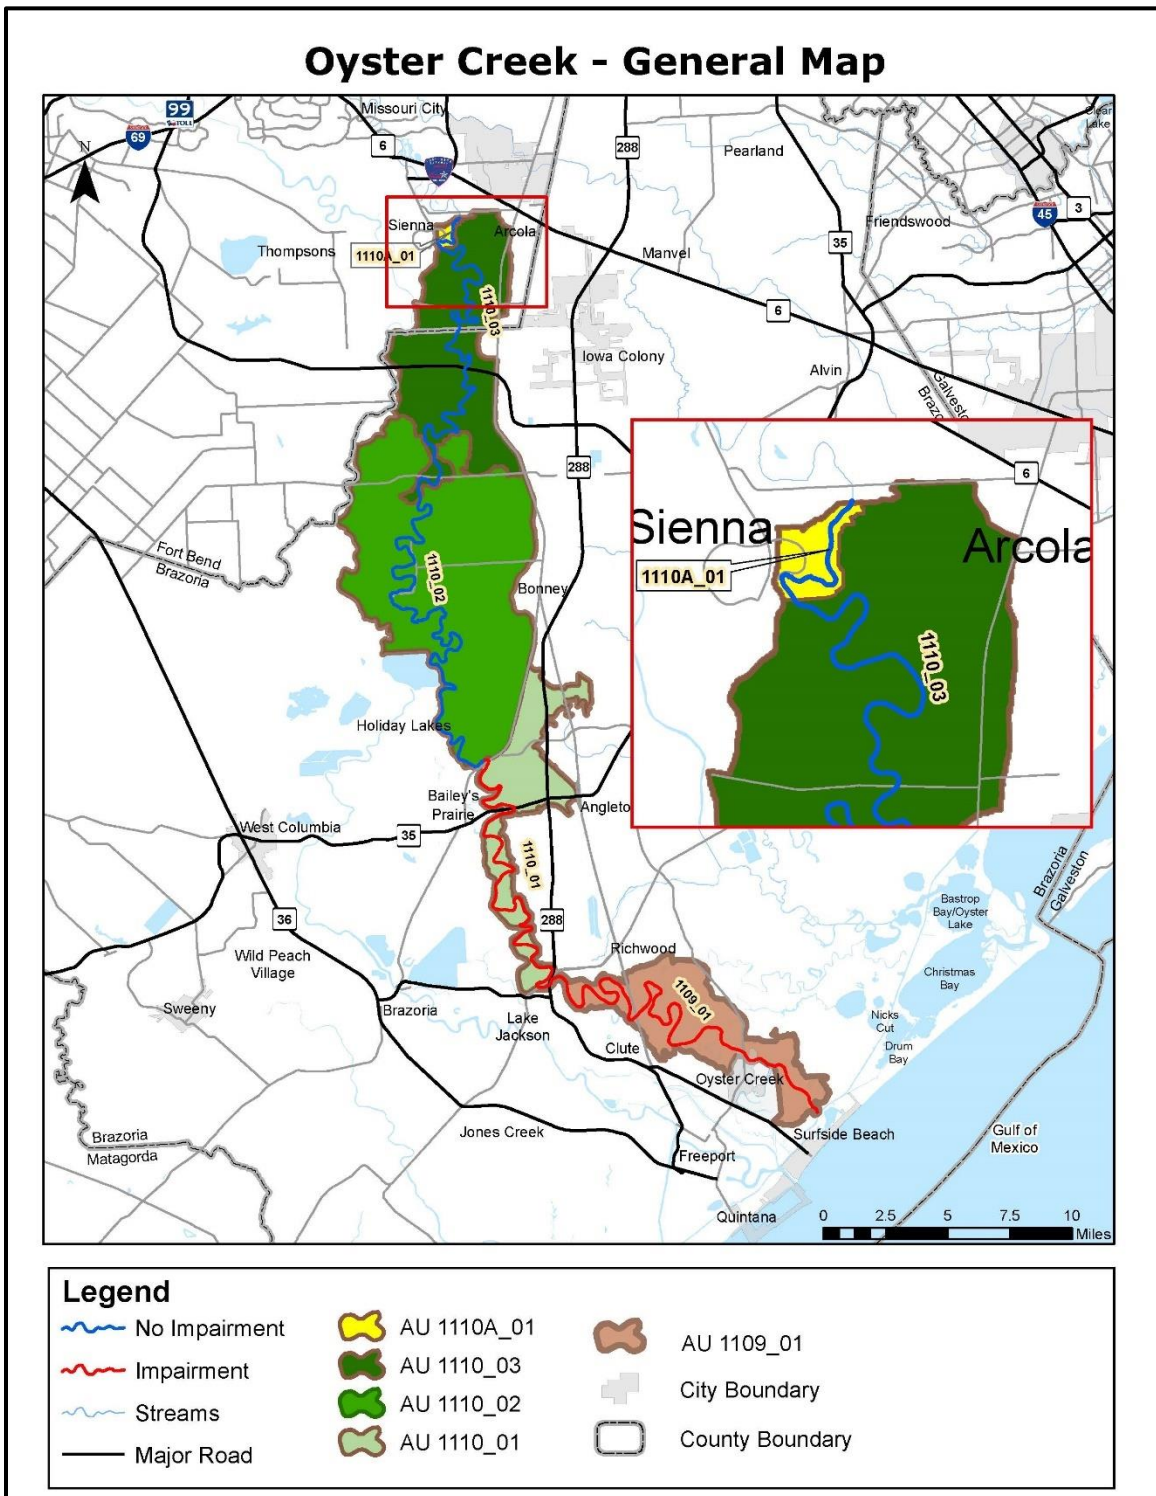 Oyster Creek - General Map
99
TOLL
69
N
Missouri City
6
288
Pearland
Clear
Lake
45
3
Friendswood
35
Sienna
Arcola
1110A_01
Thompsons
Manvel
1110_03
6
Iowa Colony
Alvin
Galveston
Brazo
288
6
Sienna
Arcola
1110A_01
1110_03
Fort Bend
Brazoria
1110_02
Bonney
Holiday Lakes
Bailey's
Prairie
Angleto
West Columbia
35
1110_01
Brazoria
Galveston
Bastrop
Bay/Oyster
Lake
36
288
Wild Peach
Village
Richwood
Christmas
Bay
1109_01
Sweeny
Brazoria
Lake
Jackson
Nicks
Cut
Drum
Bay
Clute
Oyster Creek
Brazoria
Matagorda
Jones Creek
Surfside Beach
Gulf of
Mexico
Freeport
Quintana
0 2.5 5 7.5 10
Miles
Legend
No Impairment
Impairment
Streams
Major Road
AU 1110A_01
AU 1110_03
AU 1110_02
AU 1110_01
AU 1109_01
City Boundary
County Boundary